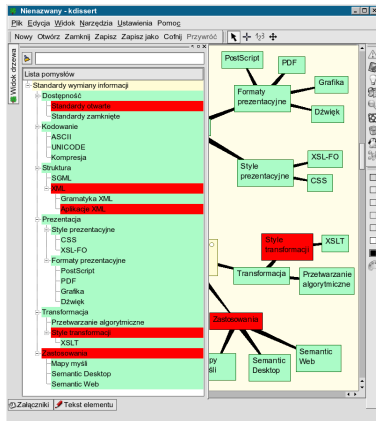 Nienazwany - kdissert
Plik Edycja Widok Narzędzia Ustawienia Pomoc
Nowy Otwórz Zamknij Zapisz Zapisz jako Cofnij Przywróć
Widok drzewa
Lista pomysłów
Standardy wymiany informacji
Dostępność
Standardy otwarte
Standardy zamknięte
Kodowanie
ASCII
UNICODE
Kompresja
Struktura
SGML
XML
Gramatyka XML
Aplikacje XML
Prezentacja
Style prezentacyjne
CSS
XSL-FO
Formaty prezentacyjne
PostScript
PDF
Grafika
Dźwięk
Transformacja
Przetwarzanie algorytmiczne
Style transformacji
XSLT
Zastosowania
Mapy myśli
Semantic Desktop
Semantic Web
PostScript
PDF
Grafika
Formaty
prezentacyjne
Dźwięk
XSL-FO
Style
prezentacyjne
CSS
Style
transformacji
XSLT
Transformacja
Przetwarzanie
algorytmiczne
Zastosowania
Semantic
Desktop
Semantic
Web
Załączniki Tekst elementu